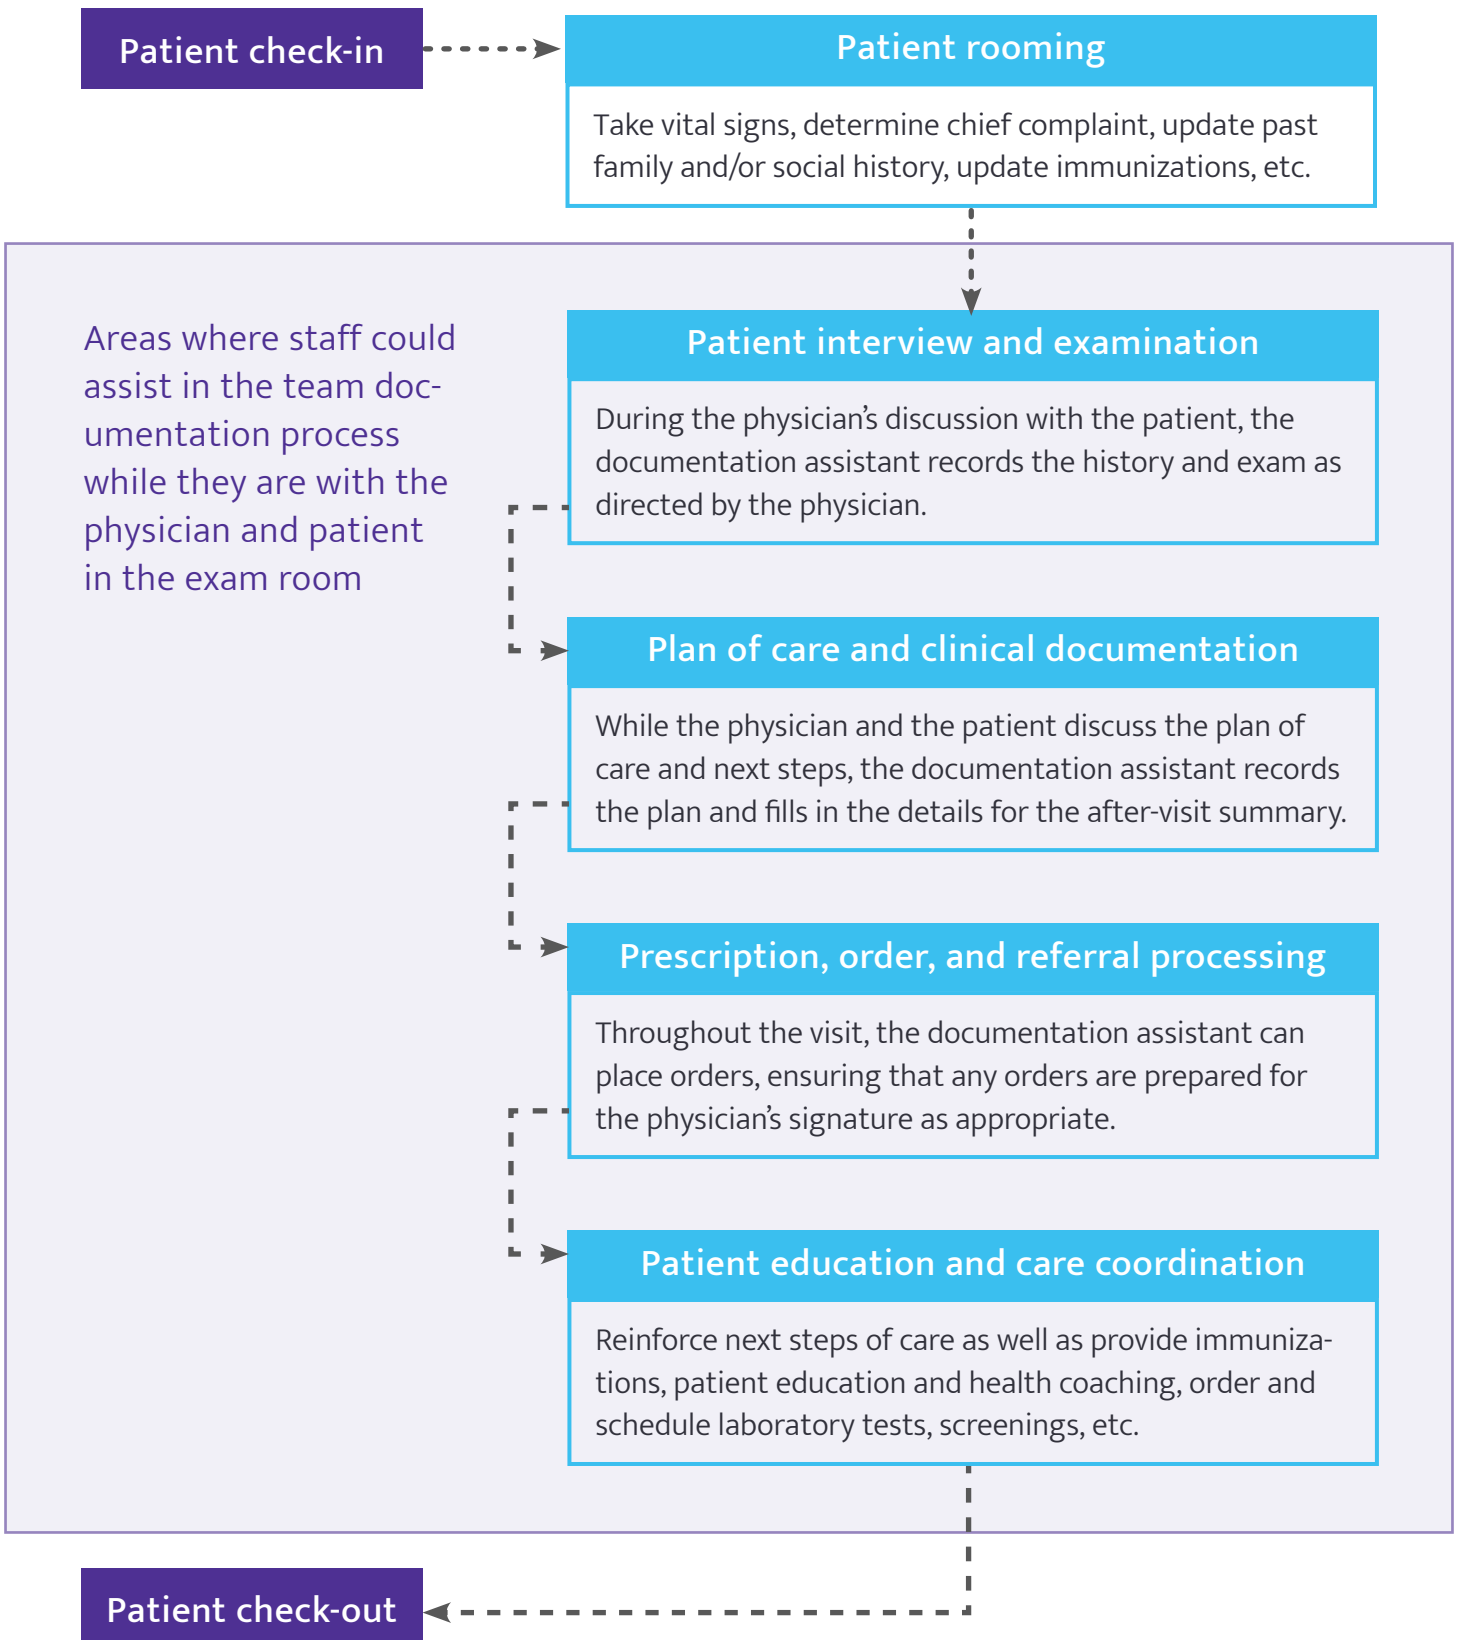 Patient check-in
Patient rooming
Take vital signs, determine chief complaint, update past
family and/or social history, update immunizations, etc.
Areas where staff could
assist in the team doc-
umentation process
while they are with the
physician and patient
in the exam room
Patient interview and examination
During the physician’s discussion with the patient, the
documentation assistant records the history and exam as
directed by the physician.
Plan of care and clinical documentation
While the physician and the patient discuss the plan of
care and next steps, the documentation assistant records
the plan and fills in the details for the after-visit summary.
Prescription, order, and referral processing
Throughout the visit, the documentation assistant can
place orders, ensuring that any orders are prepared for
the physician’s signature as appropriate.
Patient education and care coordination
Reinforce next steps of care as well as provide immuniza-
tions, patient education and health coaching, order and
schedule laboratory tests, screenings, etc.
Patient check-out